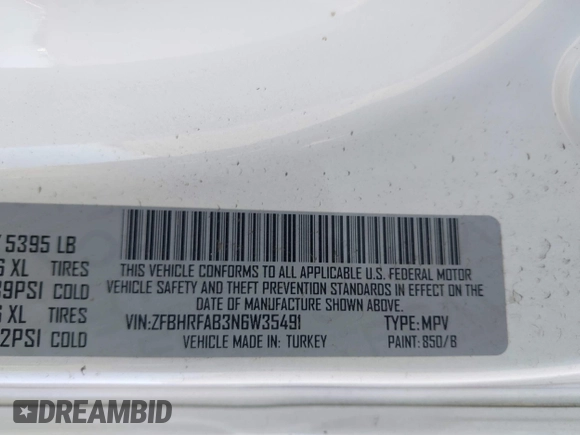 5395 LB
XL TIRES
9PSI COLD
XL TIRES
2PSI COLD
THIS VEHICLE CONFORMS TO ALL APPLICABLE U.S. FEDERAL MOTOR
VEHICLE SAFETY AND THEFT PREVENTION STANDARDS IN EFFECT ON THE
DATE OF MANUFACTURE SHOWN ABOVE.
VIN:ZFBHRFAB3N6W35491 TYPE: MPV
VEHICLE MADE IN: TURKEY PAINT: 850/B
DREAMBID